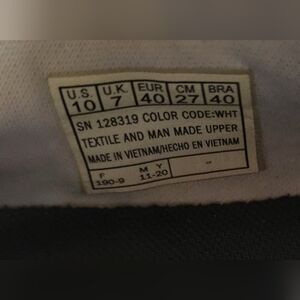 U.S. U.K. EUR CM BRA
10 7 40 27 40
SN 128319 COLOR CODE:WHT
TEXTILE AND MAN MADE UPPER
MADE IN VIETNAM/HECHO EN VIETNAM
F M Y -
190-9 11-20